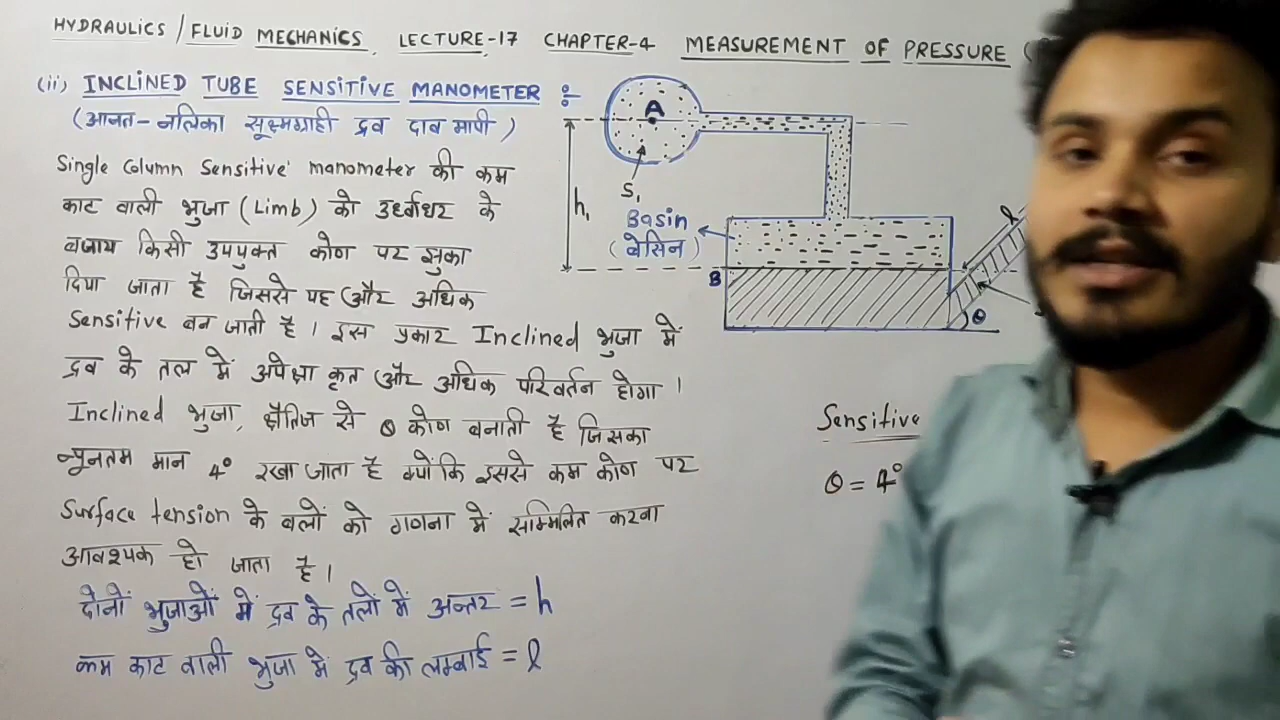 HYDRAULICS / FLUID MECHANICS, LECTURE-17 CHAPTER-4 MEASUREMENT OF PRESSURE (
(ii) INCLINED TUBE SENSITIVE MANOMETER :-
(आनत-नलिका सूक्ष्मग्राही द्रव दाब मापी)
Single Column Sensitive manometer की कम
काट वाली भुजा (Limb) को उर्ध्वाधर के
बजाय किसी उपयुक्त कोण पर झुका
दिया जाता है जिससे यह और अधिक
Sensitive बन जाती है। इस प्रकार Inclined भुजा में
द्रव के तल में अपेक्षा कृत और अधिक परिवर्तन होगा।
Inclined भुजा, क्षैतिज से θ कोण बनाती है जिसका
न्यूनतम मान 4° रखा जाता है क्योंकि इससे कम कोण पर
Surface tension के बलों को गणना में सम्मिलित करना
आवश्यक हो जाता है।
दोनों भुजाओं में द्रव के तलों में अन्तर = h
कम काट वाली भुजा में द्रव की लम्बाई = l
A
S₁
h₁
Basin
(बेसिन)
B
l
θ
Sensitive
θ = 4°